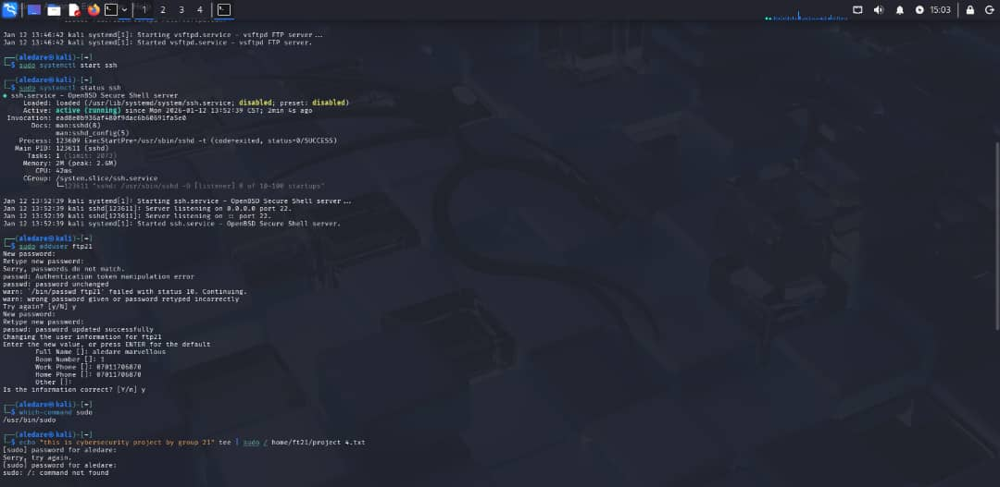 1 2 3 4
15:03
Jan 12 13:46:42 kali systemd[1]: Starting vsftpd.service - vsftpd FTP server...
Jan 12 13:46:42 kali systemd[1]: Started vsftpd.service - vsftpd FTP server.
┌──(aledare㉿kali)-[~]
└─$ sudo systemctl start ssh
┌──(aledare㉿kali)-[~]
└─$ sudo systemctl status ssh
● ssh.service - OpenBSD Secure Shell server
Loaded: loaded (/usr/lib/systemd/system/ssh.service; disabled; preset: disabled)
Active: active (running) since Mon 2026-01-12 13:52:39 CST; 2min 4s ago
Invocation: ead8e0b936af480f9dac6b60691fa5e0
Docs: man:sshd(8)
man:sshd_config(5)
Process: 123609 ExecStartPre=/usr/sbin/sshd -t (code=exited, status=0/SUCCESS)
Main PID: 123611 (sshd)
Tasks: 1 (limit: 2073)
Memory: 2M (peak: 2.6M)
CPU: 42ms
CGroup: /system.slice/ssh.service
└─123611 "sshd: /usr/sbin/sshd -D [listener] 0 of 10-100 startups"
Jan 12 13:52:39 kali systemd[1]: Starting ssh.service - OpenBSD Secure Shell server...
Jan 12 13:52:39 kali sshd[123611]: Server listening on 0.0.0.0 port 22.
Jan 12 13:52:39 kali sshd[123611]: Server listening on :: port 22.
Jan 12 13:52:39 kali systemd[1]: Started ssh.service - OpenBSD Secure Shell server.
┌──(aledare㉿kali)-[~]
└─$ sudo adduser ftp21
New password:
Retype new password:
Sorry, passwords do not match.
passwd: Authentication token manipulation error
passwd: password unchanged
warn: `/bin/passwd ftp21' failed with status 10. Continuing.
warn: wrong password given or password retyped incorrectly
Try again? [y/N] y
New password:
Retype new password:
passwd: password updated successfully
Changing the user information for ftp21
Enter the new value, or press ENTER for the default
Full Name []: aledare marvellous
Room Number []: 1
Work Phone []: 07011706870
Home Phone []: 07011706870
Other []:
Is the information correct? [Y/n] y
┌──(aledare㉿kali)-[~]
└─$ which-command sudo
/usr/bin/sudo
┌──(aledare㉿kali)-[~]
└─$ echo "this is cybersecurity project by group 21" tee | sudo / home/ft21/project 4.txt
[sudo] password for aledare:
Sorry, try again.
[sudo] password for aledare:
sudo: /: command not found